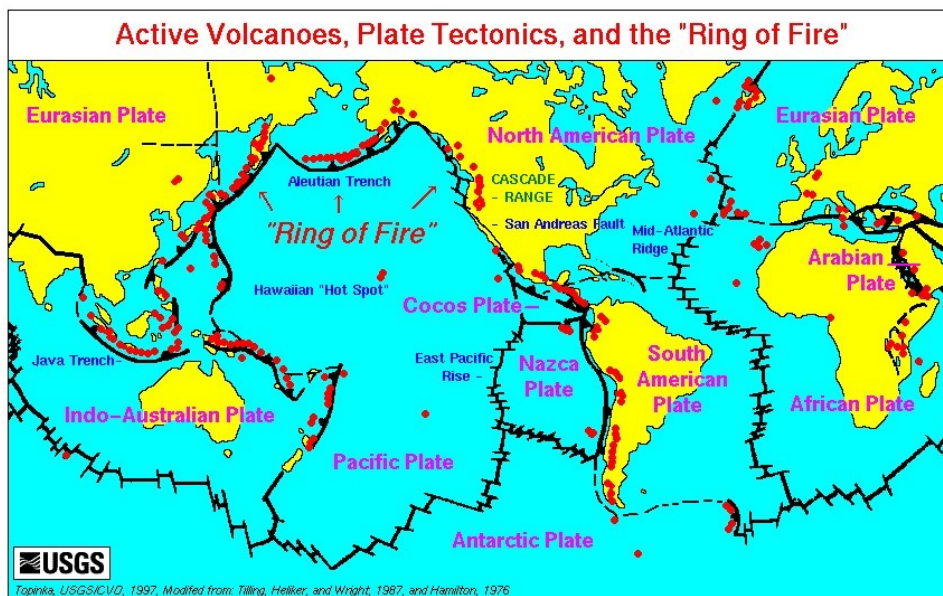 Active Volcanoes, Plate Tectonics, and the "Ring of Fire"
Eurasian Plate
North American Plate
Eurasian Plate
Aleutian Trench
CASCADE
- RANGE
"Ring of Fire"
- San Andreas Fault
Mid-Atlantic
Ridge
Arabian
Plate
Hawaiian "Hot Spot"
Cocos Plate-
Java Trench-
East Pacific
Rise -
Nazca
Plate
South
American
Plate
Indo-Australian Plate
African Plate
Pacific Plate
Antarctic Plate
USGS
Topinka, USGS/CVO, 1997, Modifed from: Tilling, Heliker, and Wright, 1987, and Hamilton, 1976